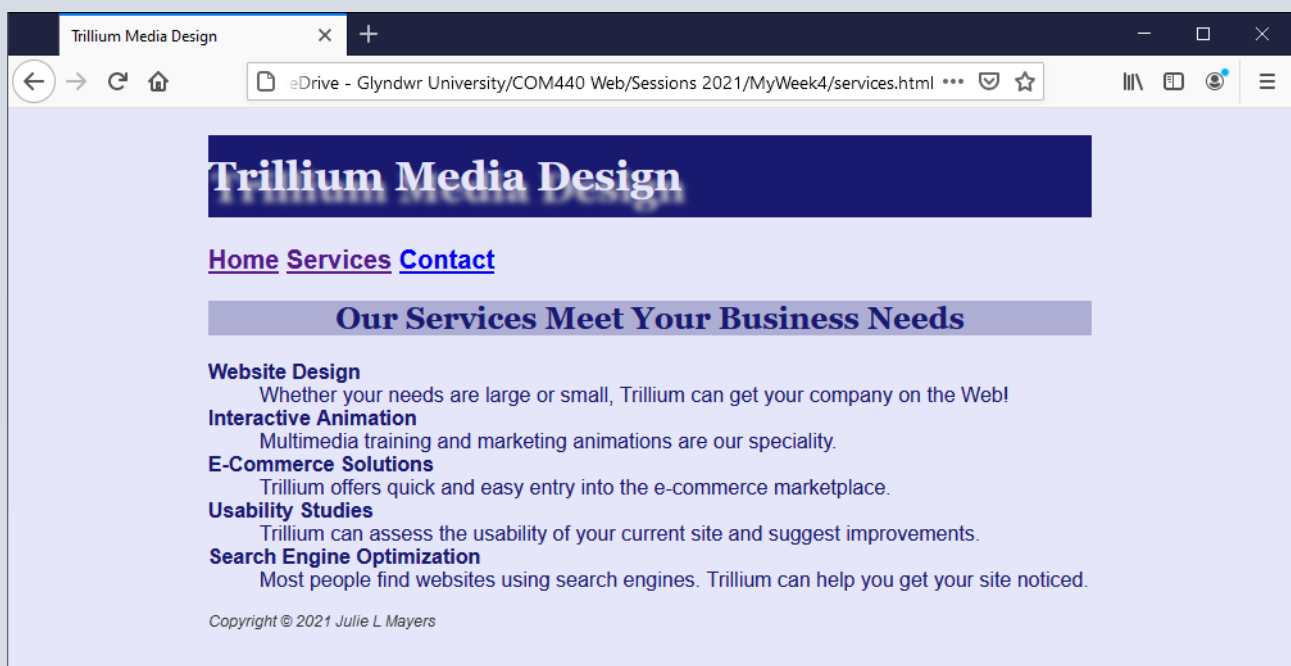 Trillium Media Design
eDrive - Glyndwr University/COM440 Web/Sessions 2021/MyWeek4/services.html
Trillium Media Design
Home Services Contact
Our Services Meet Your Business Needs
Website Design
Whether your needs are large or small, Trillium can get your company on the Web!
Interactive Animation
Multimedia training and marketing animations are our speciality.
E-Commerce Solutions
Trillium offers quick and easy entry into the e-commerce marketplace.
Usability Studies
Trillium can assess the usability of your current site and suggest improvements.
Search Engine Optimization
Most people find websites using search engines. Trillium can help you get your site noticed.
Copyright © 2021 Julie L Mayers